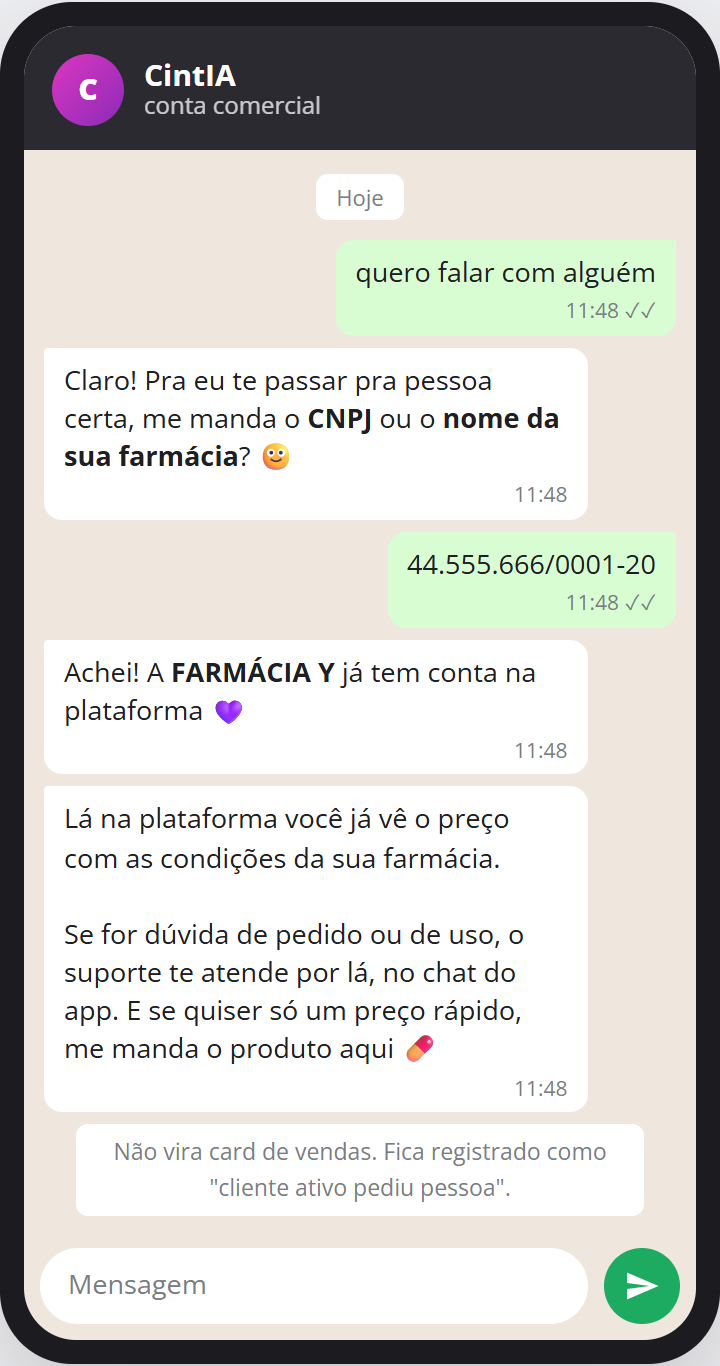 C
CintIA
conta comercial
Hoje
quero falar com alguém
11:48 ✓✓
Claro! Pra eu te passar pra pessoa
certa, me manda o CNPJ ou o nome da
sua farmácia? 🙂
11:48
44.555.666/0001-20
11:48 ✓✓
Achei! A FARMÁCIA Y já tem conta na
plataforma 💜
11:48
Lá na plataforma você já vê o preço
com as condições da sua farmácia.
Se for dúvida de pedido ou de uso, o
suporte te atende por lá, no chat do
app. E se quiser só um preço rápido,
me manda o produto aqui 💊
11:48
Não vira card de vendas. Fica registrado como
"cliente ativo pediu pessoa".
Mensagem